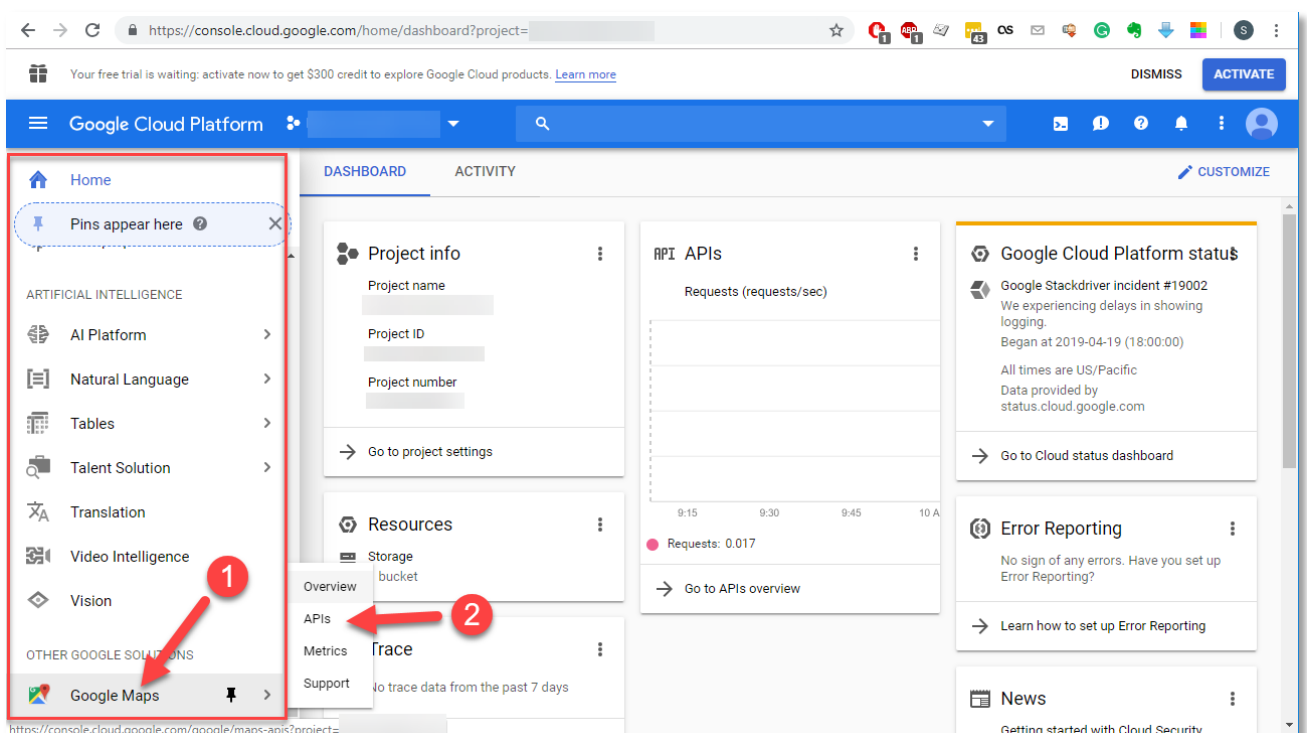 https://console.cloud.google.com/home/dashboard?project=
1
1
43
OS
S
Your free trial is waiting: activate now to get $300 credit to explore Google Cloud products. Learn more
DISMISS
ACTIVATE
Google Cloud Platform
Home
Pins appear here
ARTIFICIAL INTELLIGENCE
AI Platform
Natural Language
Tables
Talent Solution
Translation
Video Intelligence
Vision
OTHER GOOGLE SOLUTIONS
Google Maps
1
Overview
APIs
Metrics
Support
2
DASHBOARD
ACTIVITY
CUSTOMIZE
Project info
Project name
Project ID
Project number
Go to project settings
Resources
Storage
bucket
Trace
No trace data from the past 7 days
API APIs
Requests (requests/sec)
9:15 9:30 9:45 10 A
Requests: 0.017
Go to APIs overview
Google Cloud Platform status
Google Stackdriver incident #19002
We experiencing delays in showing
logging.
Began at 2019-04-19 (18:00:00)
All times are US/Pacific
Data provided by
status.cloud.google.com
Go to Cloud status dashboard
Error Reporting
No sign of any errors. Have you set up
Error Reporting?
Learn how to set up Error Reporting
News
Getting started with Cloud Security
https://console.cloud.google.com/google/maps-apis?project=